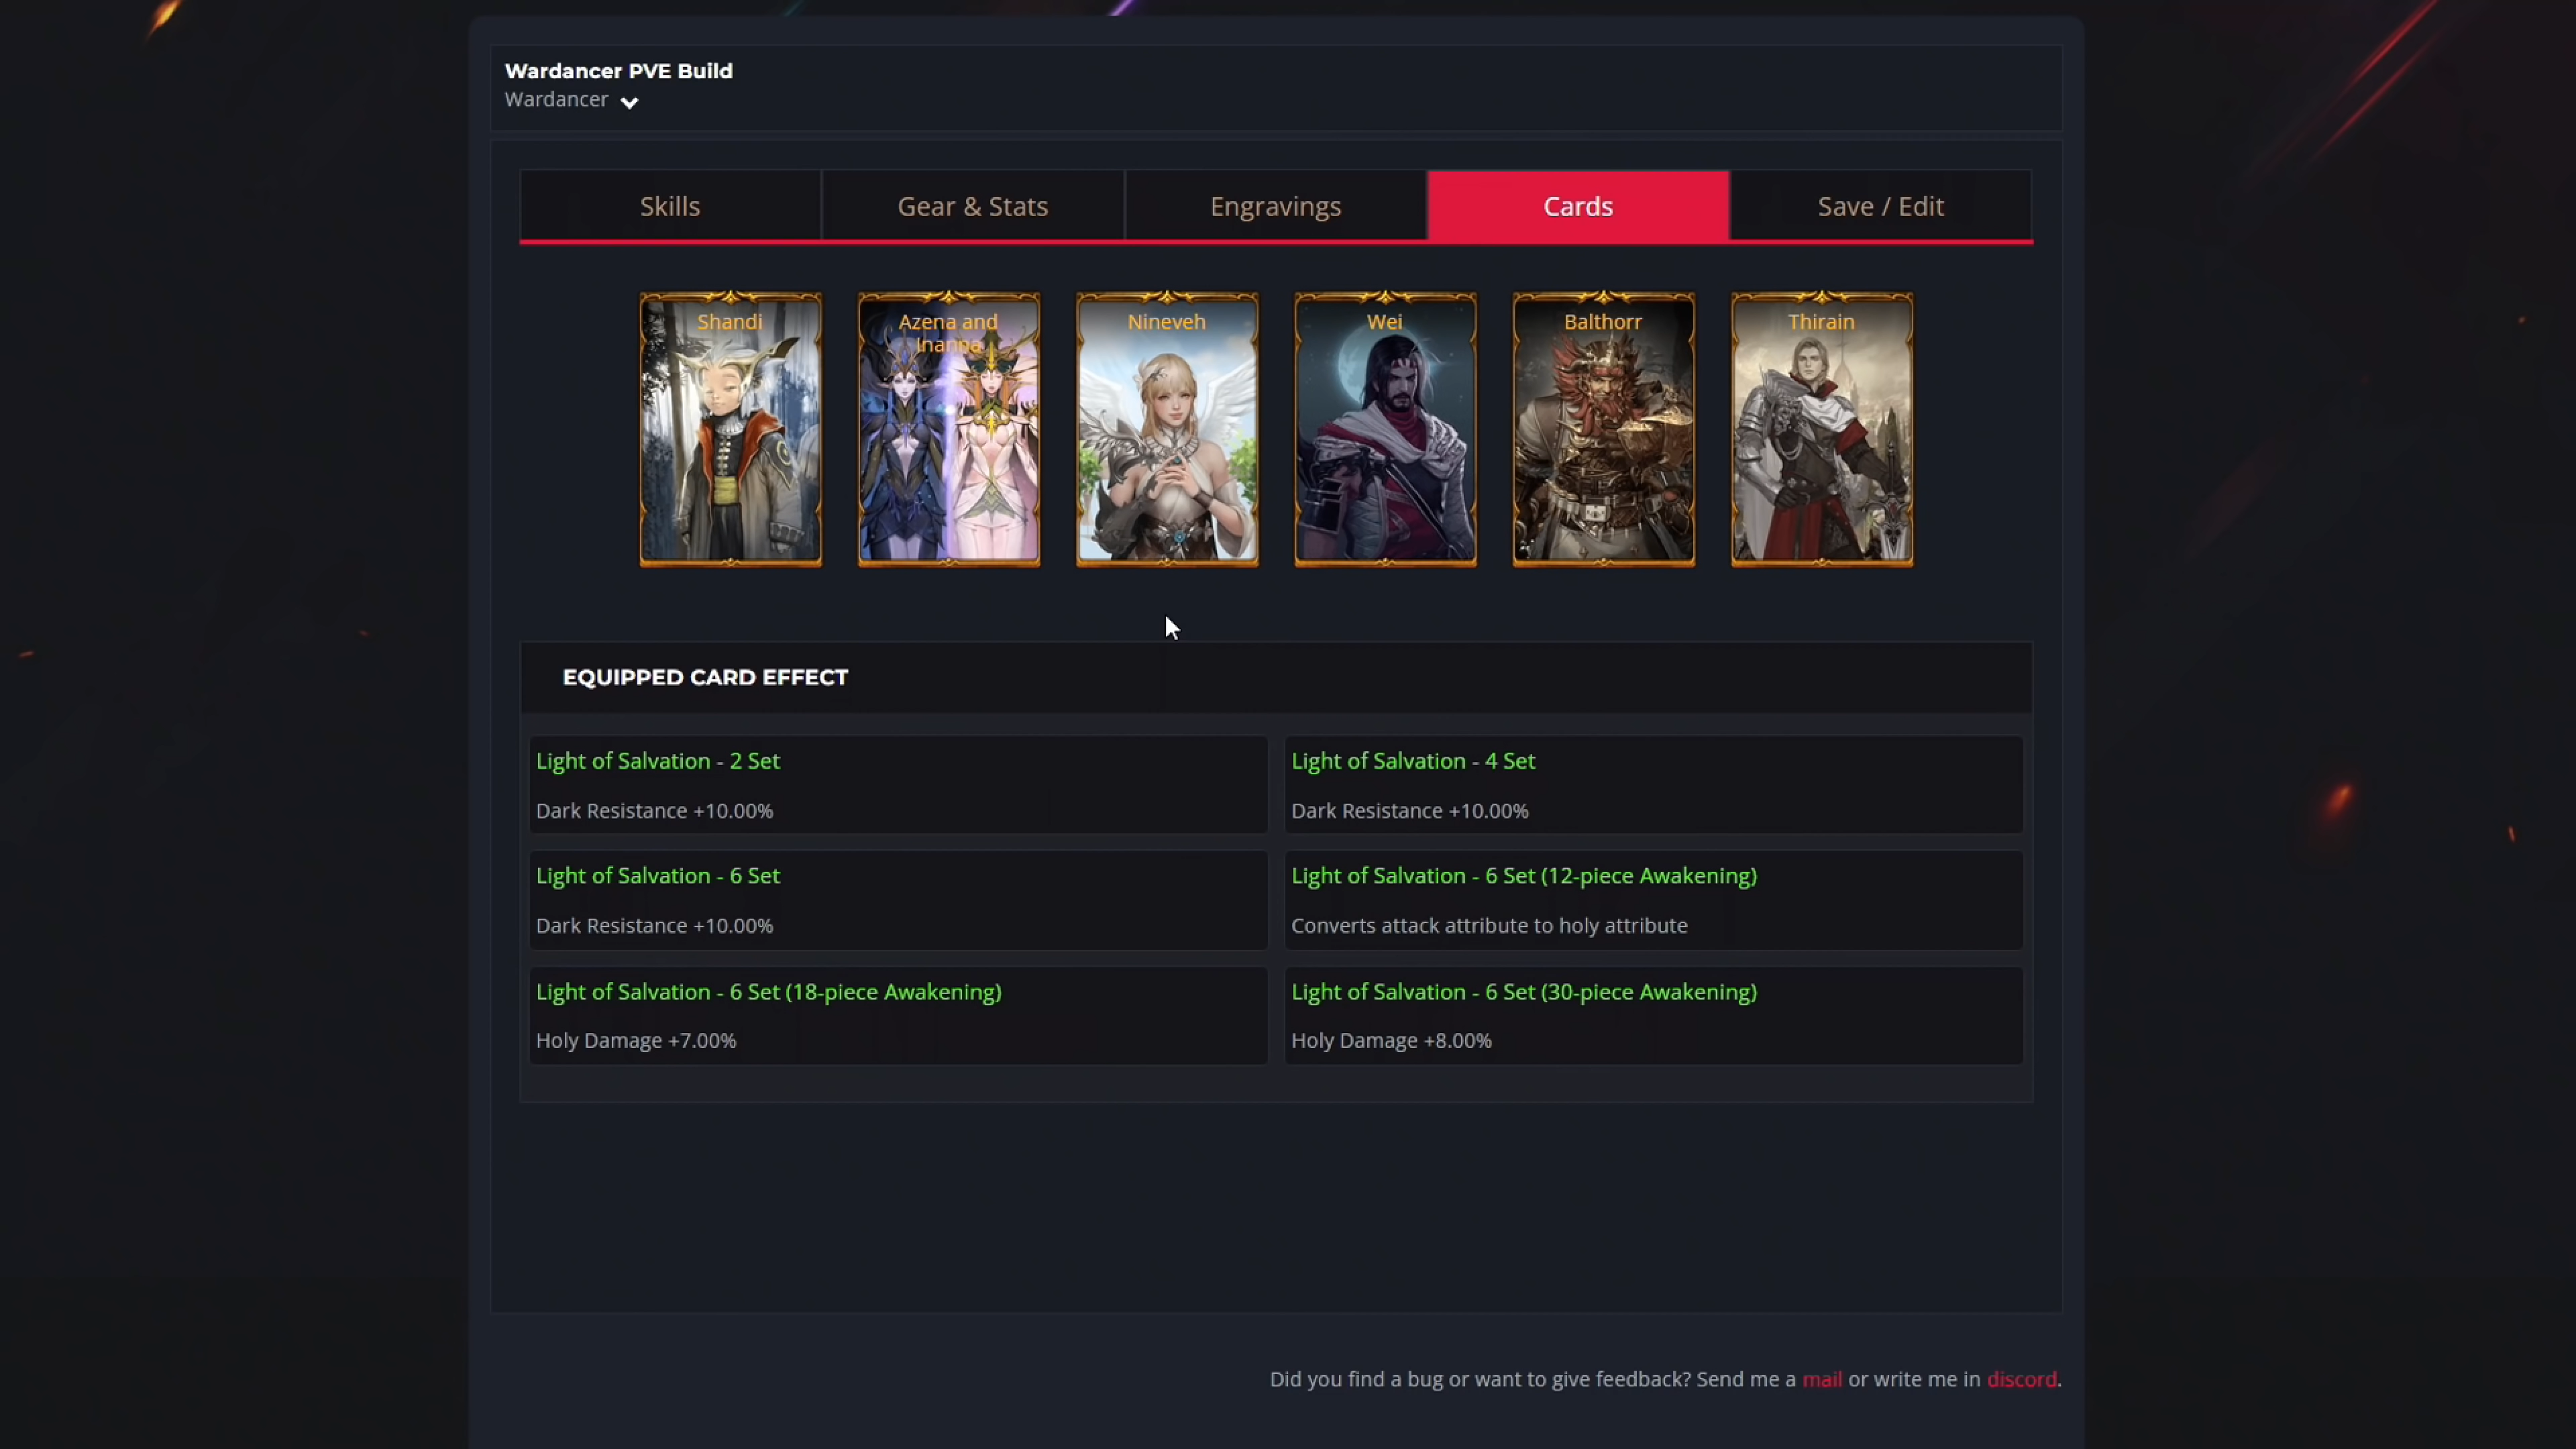 Wardancer PVE Build
Wardancer
Skills
Gear & Stats
Engravings
Cards
Save / Edit
Shandi
Azena and
Inanna
Nineveh
Wei
Balthorr
Thirain
EQUIPPED CARD EFFECT
Light of Salvation - 2 Set
Dark Resistance +10.00%
Light of Salvation - 4 Set
Dark Resistance +10.00%
Light of Salvation - 6 Set
Dark Resistance +10.00%
Light of Salvation - 6 Set (12-piece Awakening)
Converts attack attribute to holy attribute
Light of Salvation - 6 Set (18-piece Awakening)
Holy Damage +7.00%
Light of Salvation - 6 Set (30-piece Awakening)
Holy Damage +8.00%
Did you find a bug or want to give feedback? Send me a mail or write me in discord.